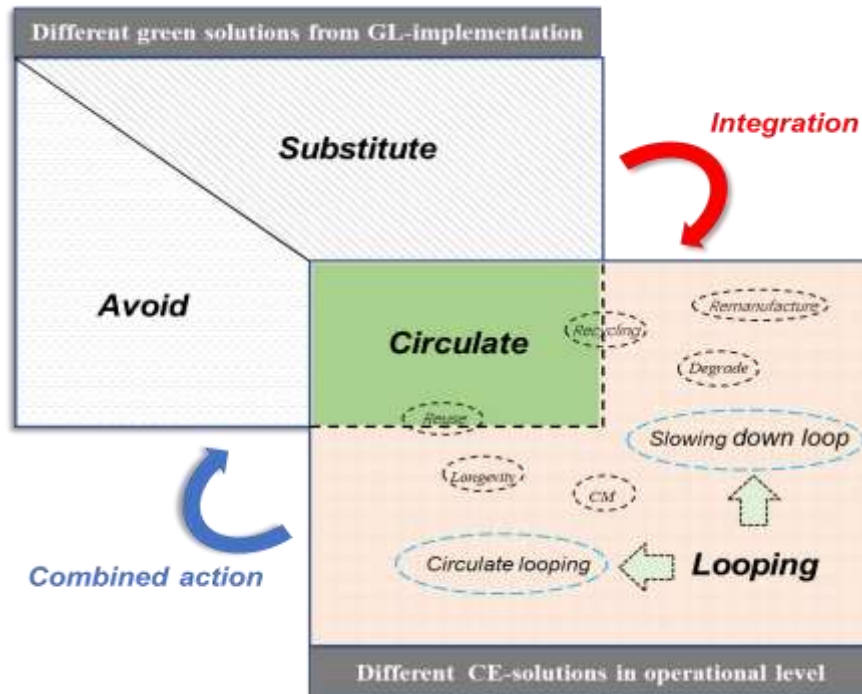 Different green solutions from GL-implementation
Substitute
Integration
Avoid
Circulate
Recycling
Remanufacture
Degrade
Reuse
Slowing down loop
Longevity
CM
Circulate looping
Looping
Combined action
Different CE-solutions in operational level